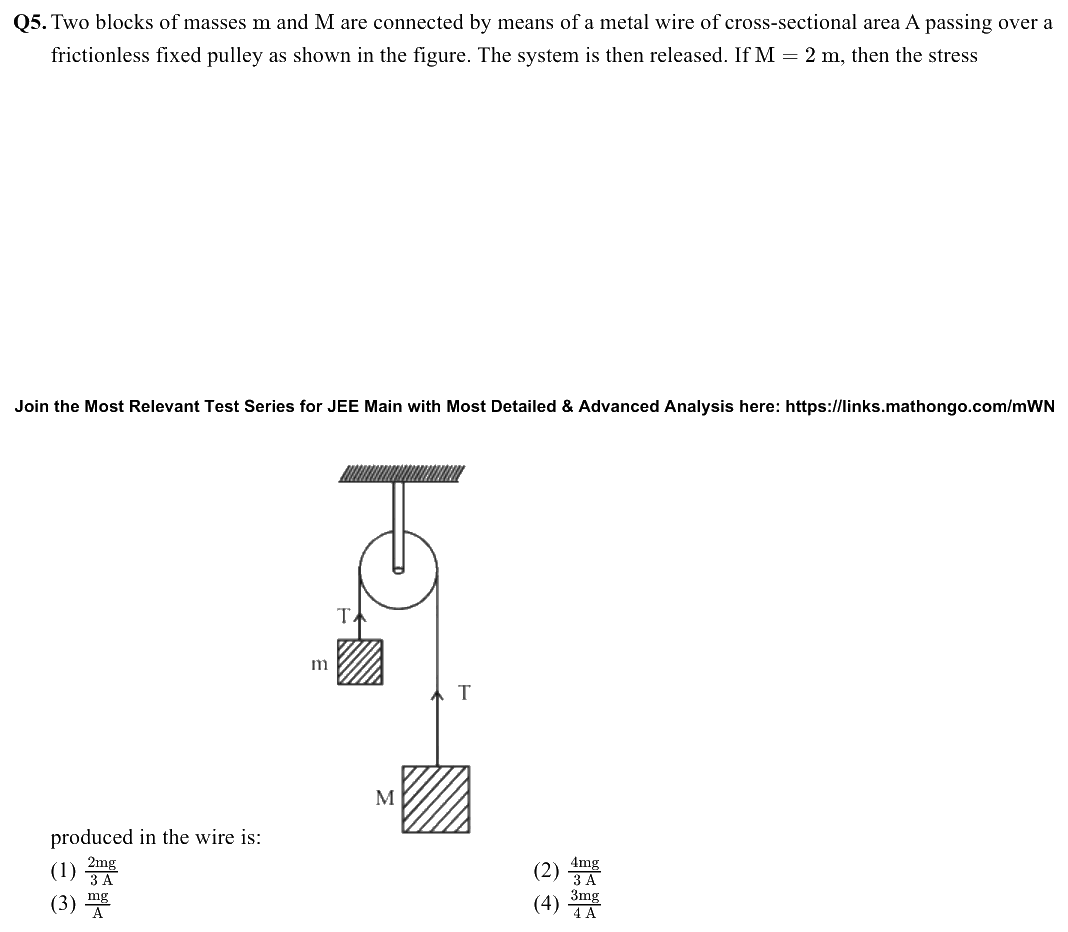 Q5. Two blocks of masses m and M are connected by means of a metal wire of cross-sectional area A passing over a
frictionless fixed pulley as shown in the figure. The system is then released. If M = 2 m, then the stress
Join the Most Relevant Test Series for JEE Main with Most Detailed & Advanced Analysis here: https://links.mathongo.com/mWN
T
m
T
M
produced in the wire is:
(1) 2mg/3 A
(2) 4mg/3 A
(3) mg/A
(4) 3mg/4 A